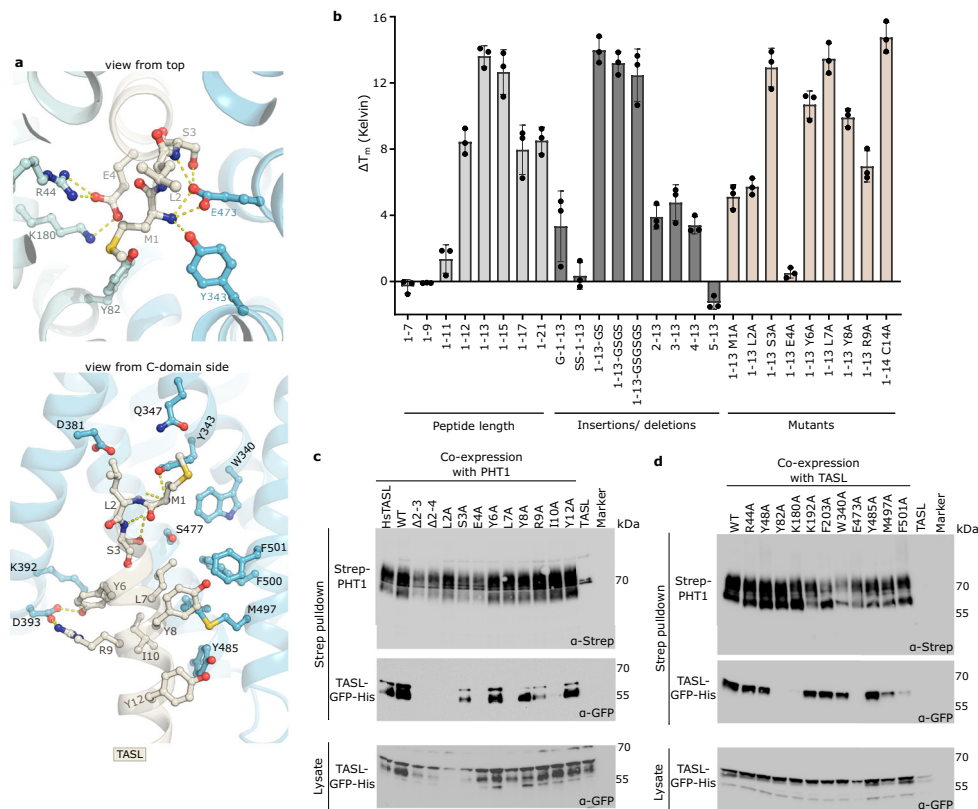 a
view from top
S3
E4
R44
L2
E473
K180
M1
Y82
Y343
view from C-domain side
Q347
D381
Y343
W340
L2
M1
S477
S3
F501
K392
Y6
F500
L7
D393
Y8
M497
R9
I10
Y485
Y12
TASL
b
ΔTm (Kelvin)
16
12
8
4
0
1-7
1-9
1-11
1-12
1-13
1-15
1-17
1-21
G-1-13
SS-1-13
1-13-GS
1-13-GSGS
1-13-GSGSGS
2-13
3-13
4-13
5-13
1-13 M1A
1-13 L2A
1-13 S3A
1-13 E4A
1-13 Y6A
1-13 L7A
1-13 Y8A
1-13 R9A
1-14 C14A
Peptide length
Insertions/ deletions
Mutants
c
Co-expression
with PHT1
HsTASL
WT
Δ2-3
Δ2-4
L2A
S3A
E4A
Y6A
L7A
Y8A
R9A
I10A
Y12A
TASL
Marker
kDa
Strep pulldown
Strep-
PHT1
70
α-Strep
TASL-
GFP-His
70
55
α-GFP
Lysate
TASL-
GFP-His
70
55
α-GFP
d
Co-expression
with TASL
WT
R44A
Y48A
Y82A
K180A
K192A
F203A
W340A
E473A
Y485A
M497A
F501A
TASL
Marker
kDa
Strep pulldown
Strep-
PHT1
70
α-Strep
TASL-
GFP-His
70
55
α-GFP
Lysate
TASL-
GFP-His
70
55
α-GFP